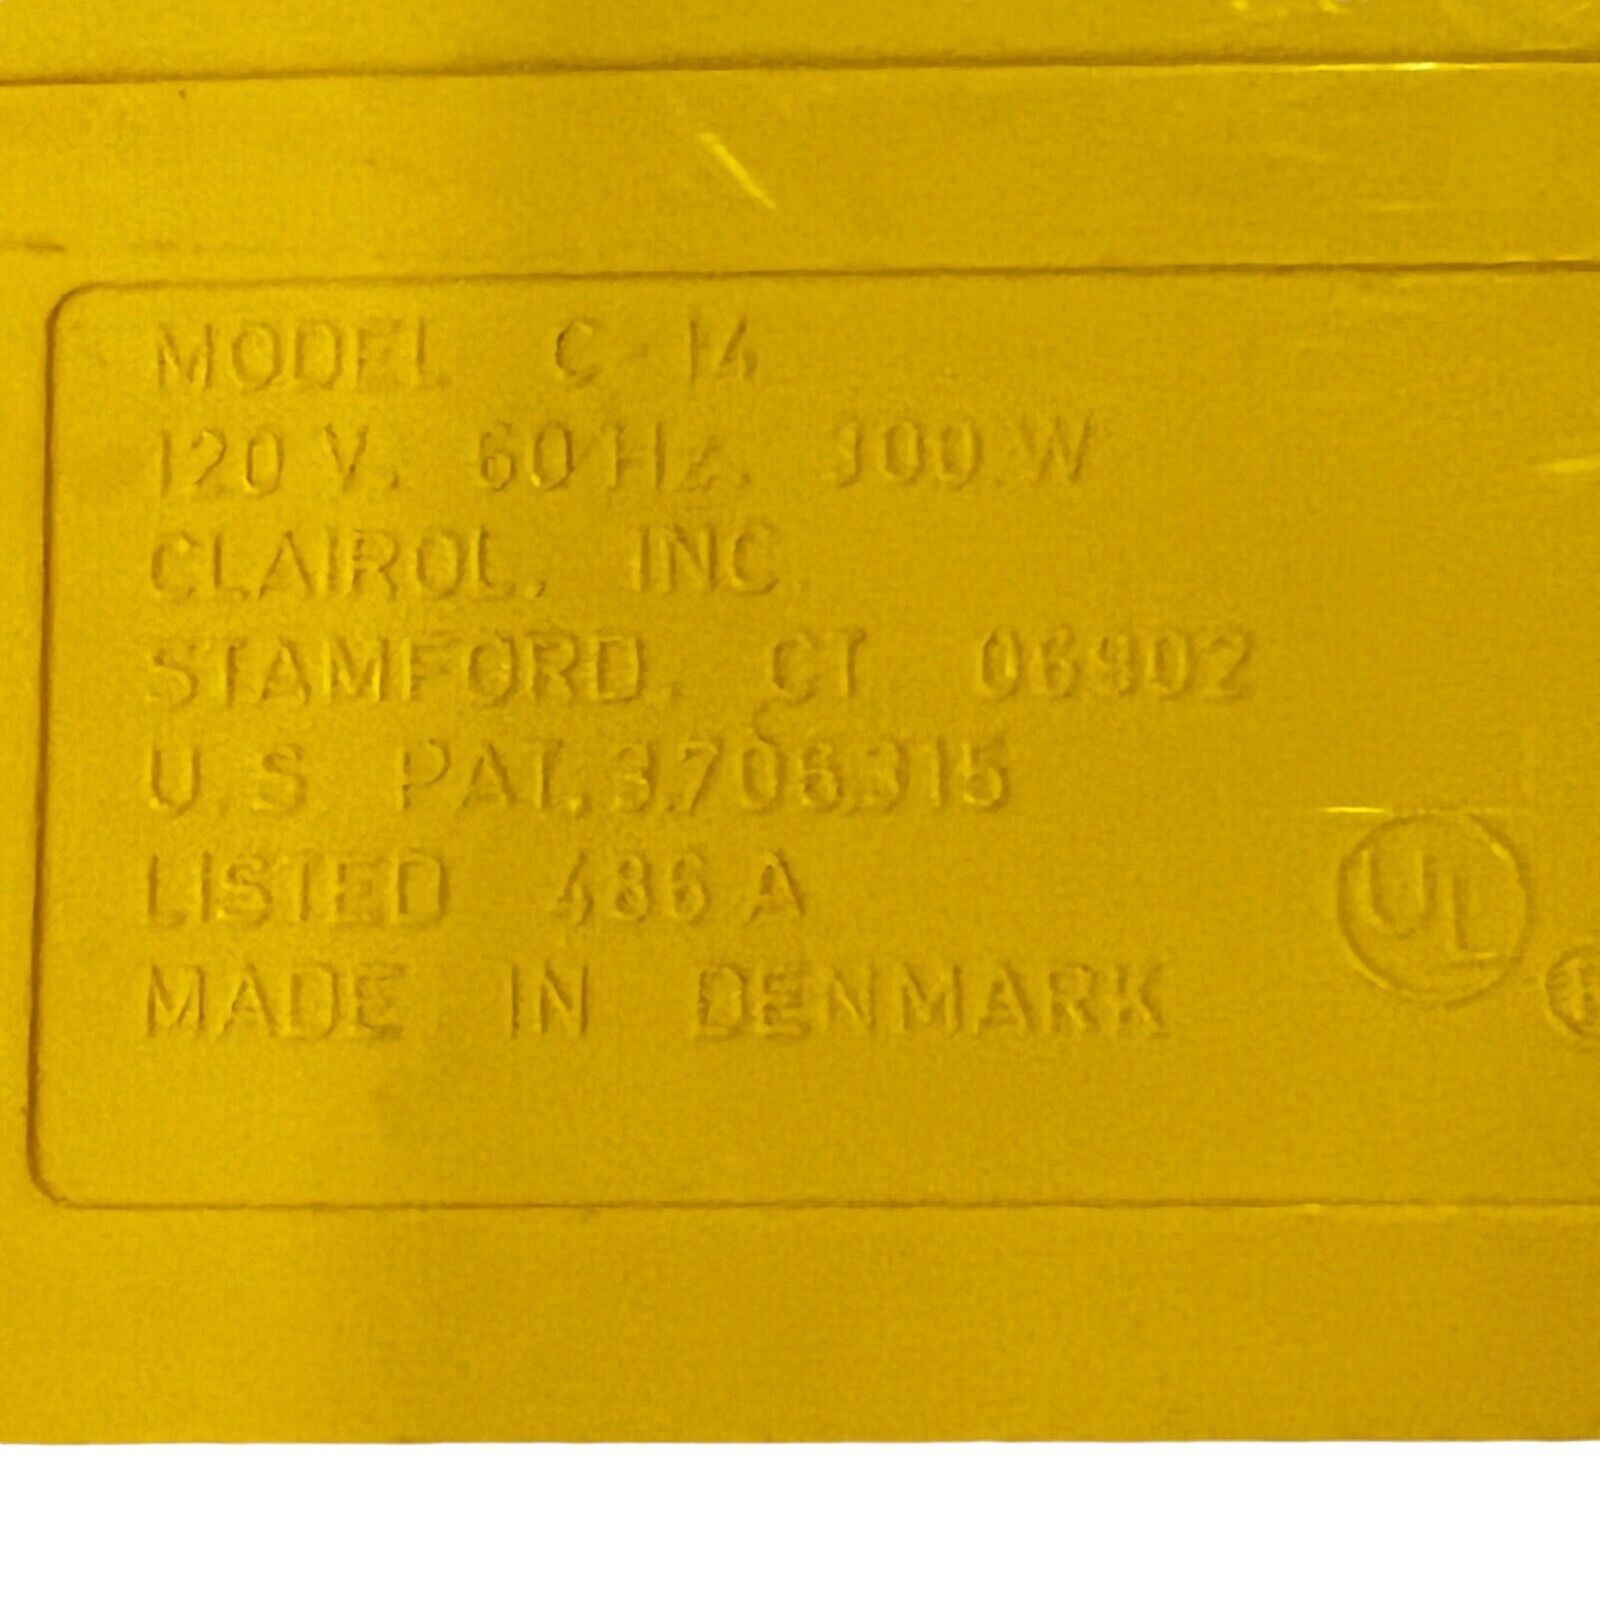 MODEL C-14
120 V. 60 Hz. 300 W
CLAIROL, INC.
STAMFORD, CT 06902
U.S. PAT. 3.706.315
LISTED 486 A
MADE IN DENMARK
UL